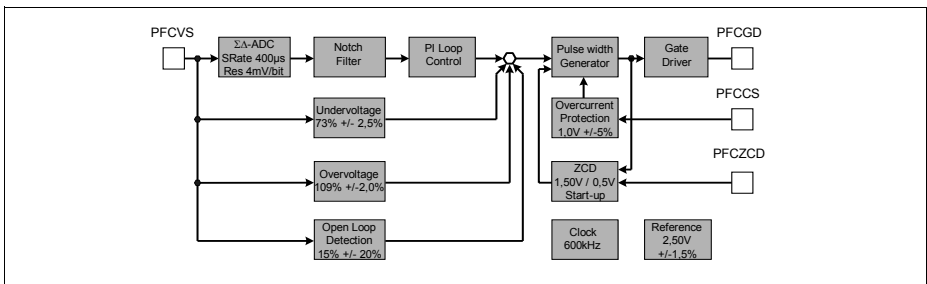 PFCVS
ΣΔ-ADC
SRate 400µs
Res 4mV/bit
Notch
Filter
PI Loop
Control
Pulse width
Generator
Gate
Driver
PFCGD
Undervoltage
73% +/- 2,5%
Overcurrent
Protection
1,0V +/-5%
PFCCS
Overvoltage
109% +/-2,0%
ZCD
1,50V / 0,5V
Start-up
PFCZCD
Open Loop
Detection
15% +/- 20%
Clock
600kHz
Reference
2,50V
+/-1,5%